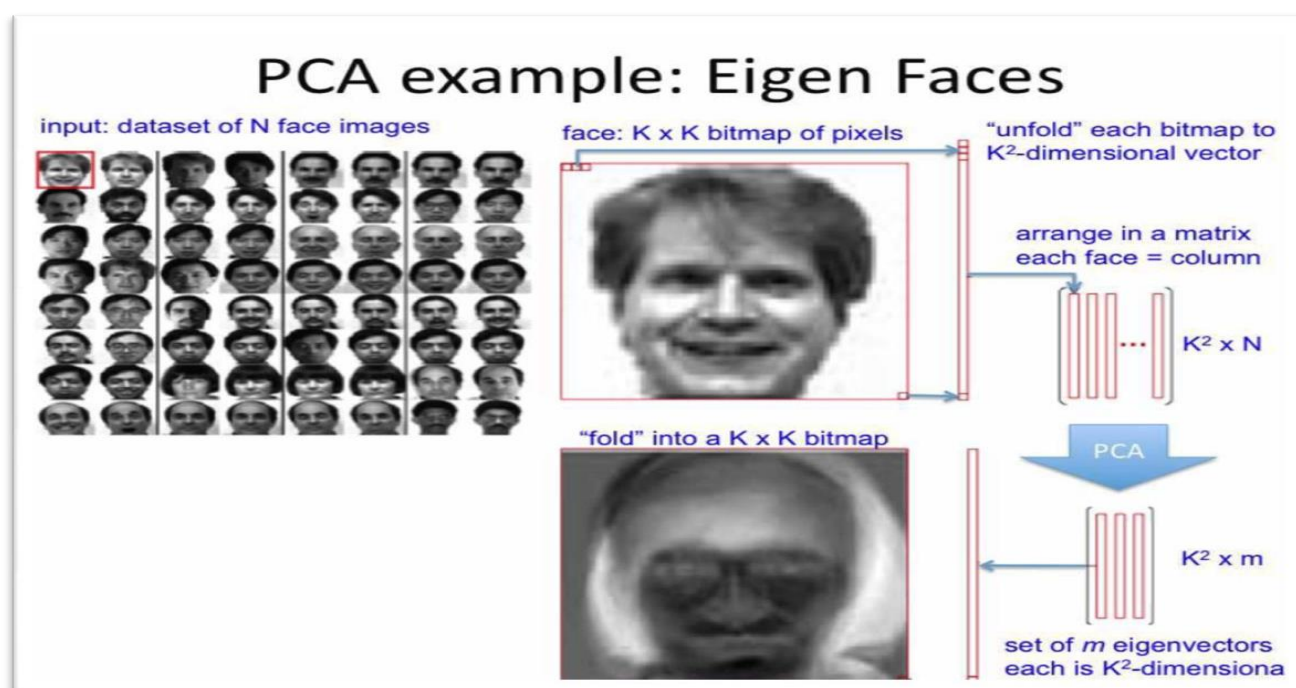 PCA example: Eigen Faces
input: dataset of N face images
face: K x K bitmap of pixels
“unfold” each bitmap to
K²-dimensional vector
arrange in a matrix
each face = column
...
K² x N
“fold” into a K x K bitmap
PCA
K² x m
set of m eigenvectors
each is K²-dimensiona